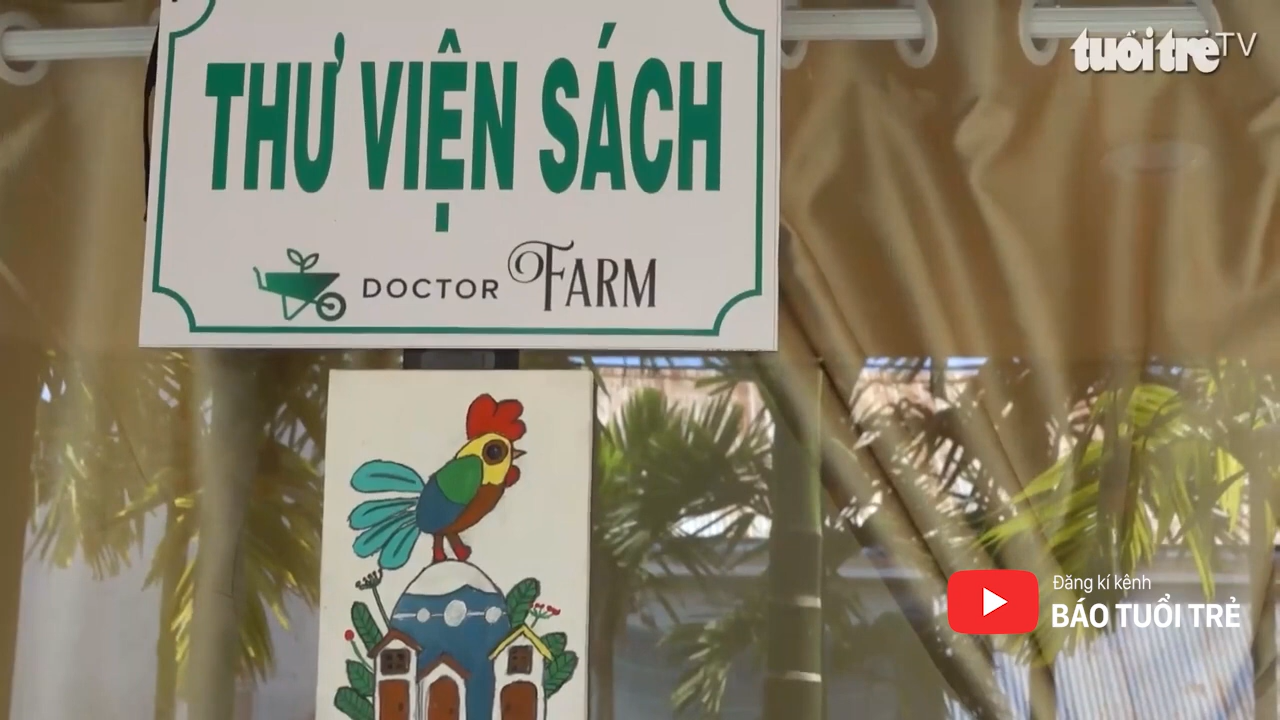 THƯ VIỆN SÁCH
DOCTOR FARM
tuổi trẻ TV
Đăng kí kênh
BÁO TUỔI TRẺ